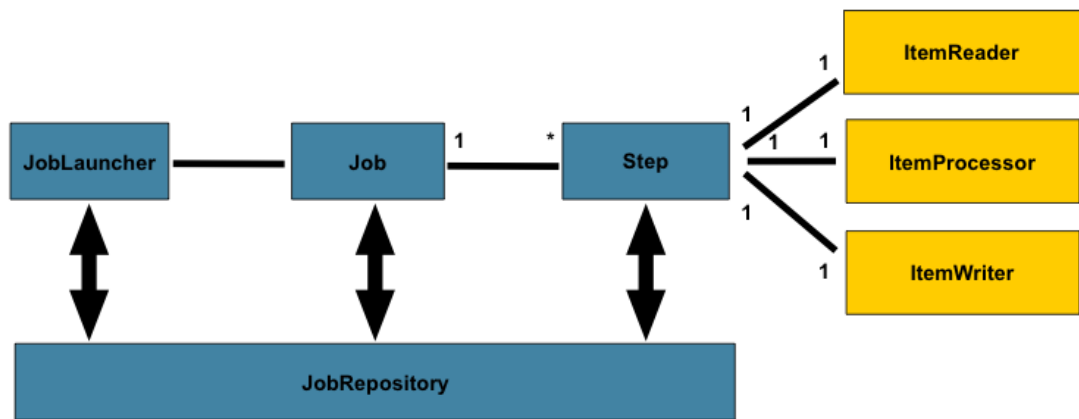 ItemReader
1
JobLauncher
Job
1
*
Step
1
1
1
ItemProcessor
1
1
ItemWriter
JobRepository